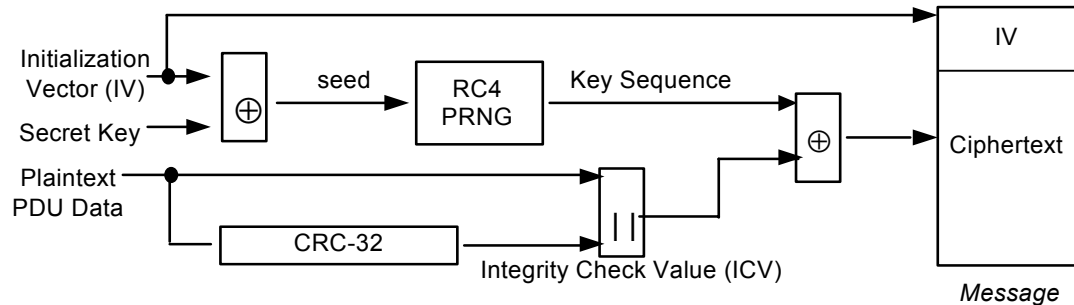 Initialization
Vector (IV)
Secret Key
⊕
seed
RC4
PRNG
Key Sequence
⊕
IV
Ciphertext
Plaintext
PDU Data
CRC-32
||
Integrity Check Value (ICV)
Message